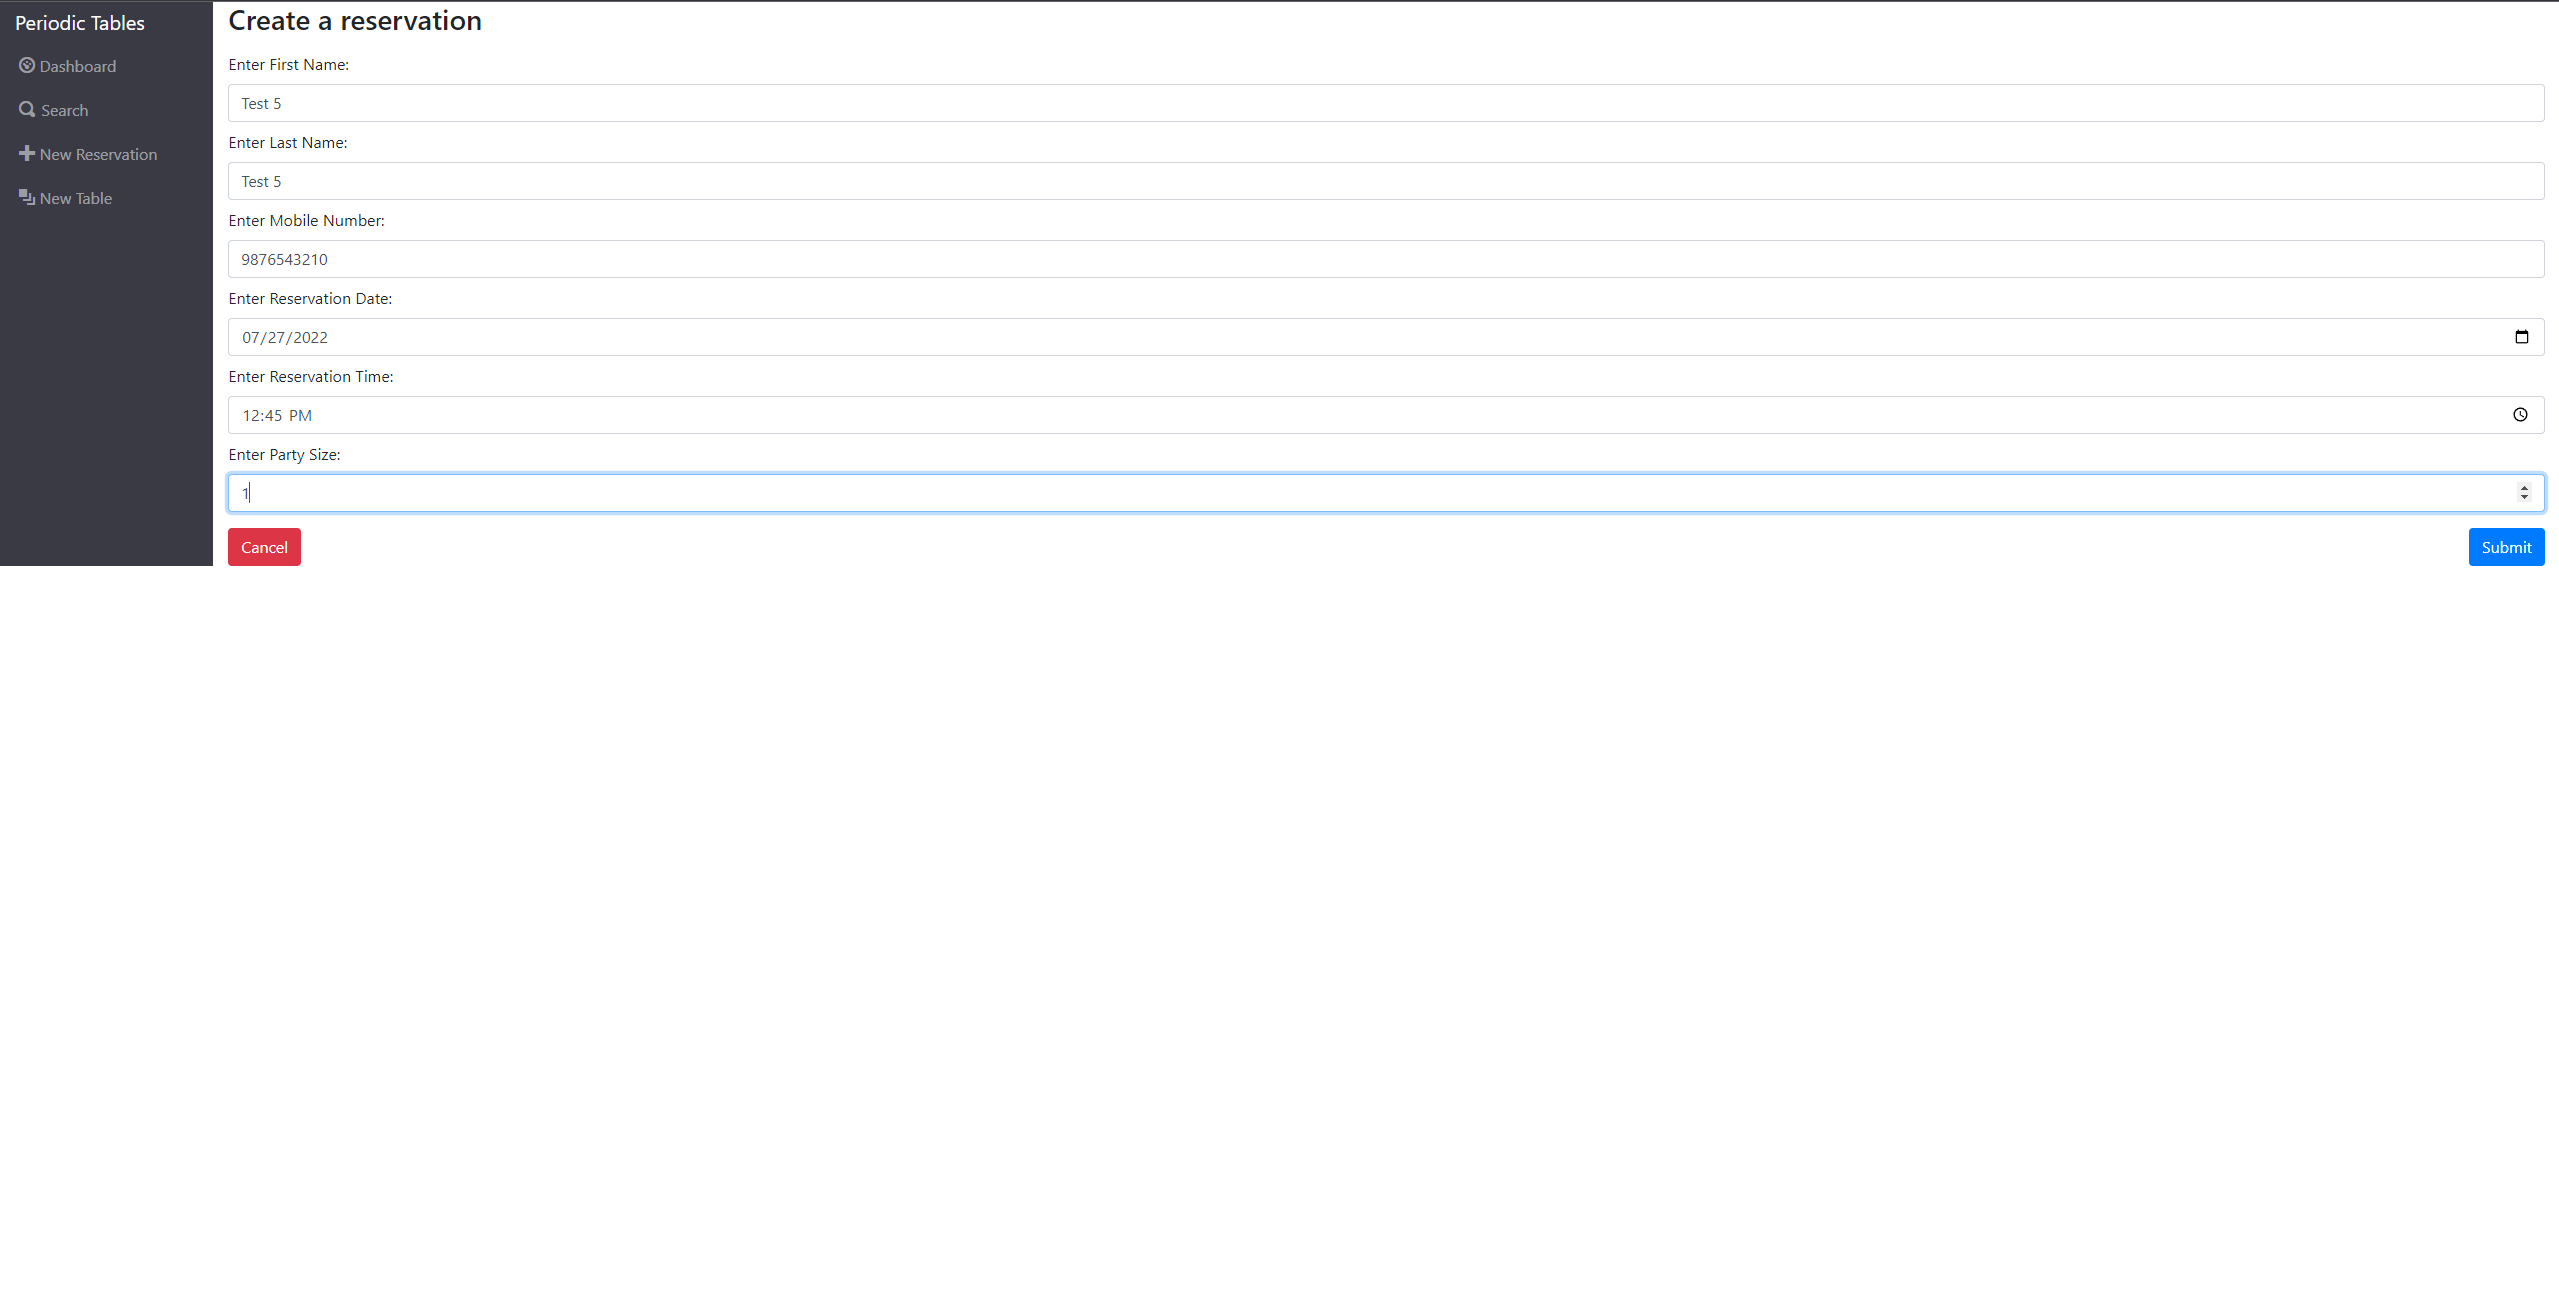 Periodic Tables
Dashboard
Search
New Reservation
New Table
Create a reservation
Enter First Name:
Test 5
Enter Last Name:
Test 5
Enter Mobile Number:
9876543210
Enter Reservation Date:
07/27/2022
Enter Reservation Time:
12:45 PM
Enter Party Size:
1
Cancel
Submit